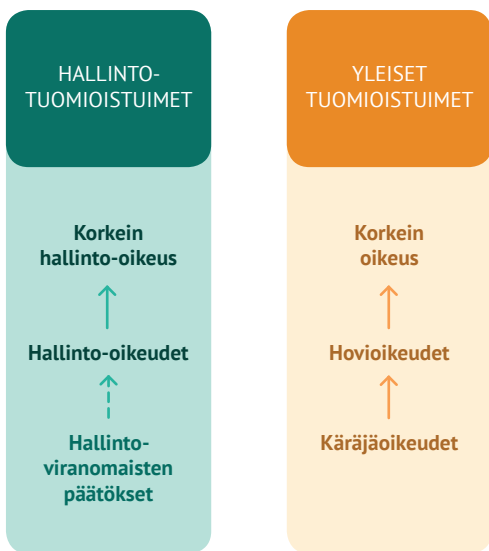 HALLINTO-
TUOMIOISTUIMET
Korkein
hallinto-oikeus
Hallinto-oikeudet
Hallinto-
viranomaisten
päätökset
YLEISET
TUOMIOISTUIMET
Korkein
oikeus
Hovioikeudet
Käräjäoikeudet